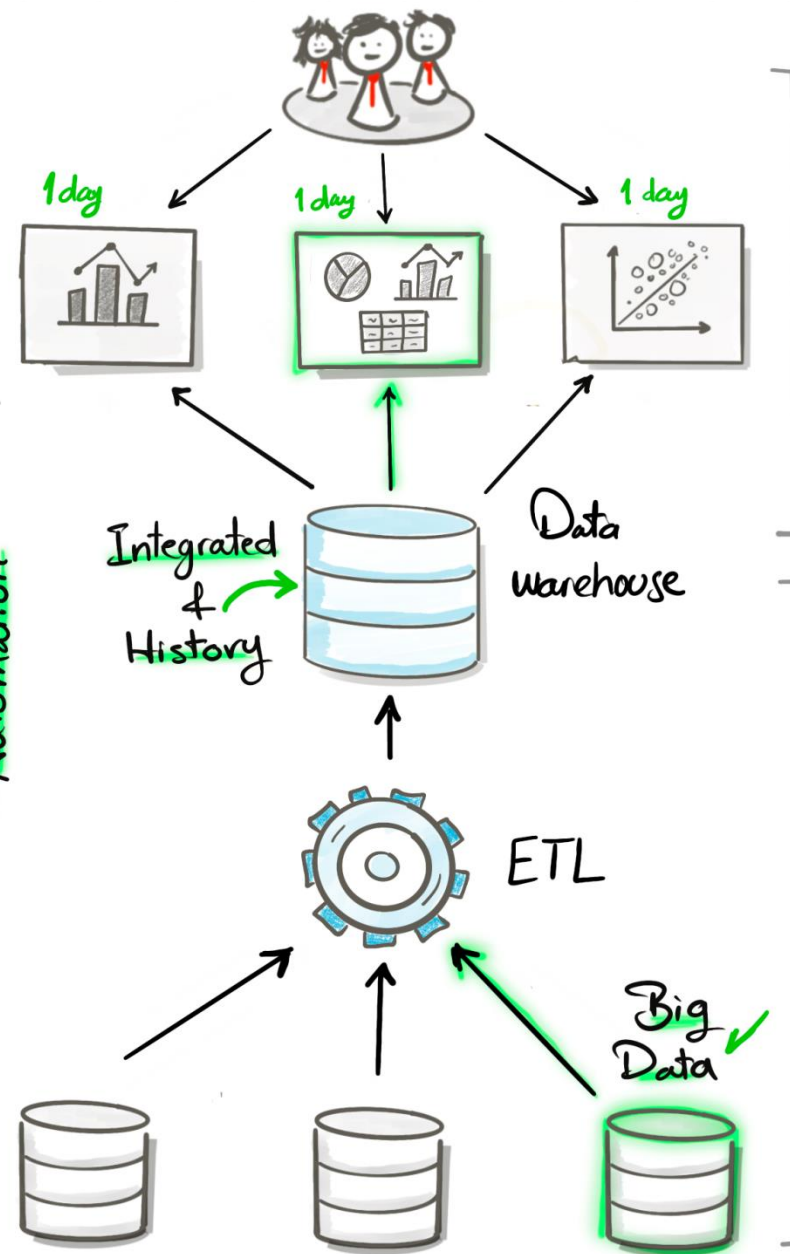 1 day
1 day
1 day
Integrated
&
History
Data
warehouse
ETL
Big
Data